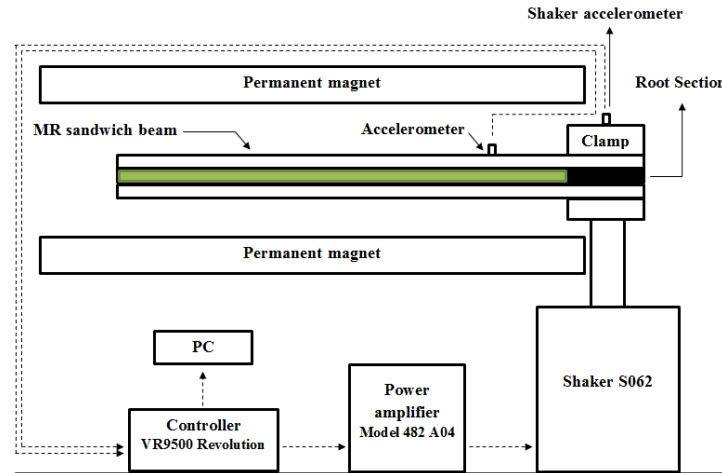 Shaker accelerometer
Permanent magnet
Root Section
MR sandwich beam
Accelerometer
Clamp
Permanent magnet
PC
Shaker S062
Power
amplifier
Model 482 A04
Controller
VR9500 Revolution